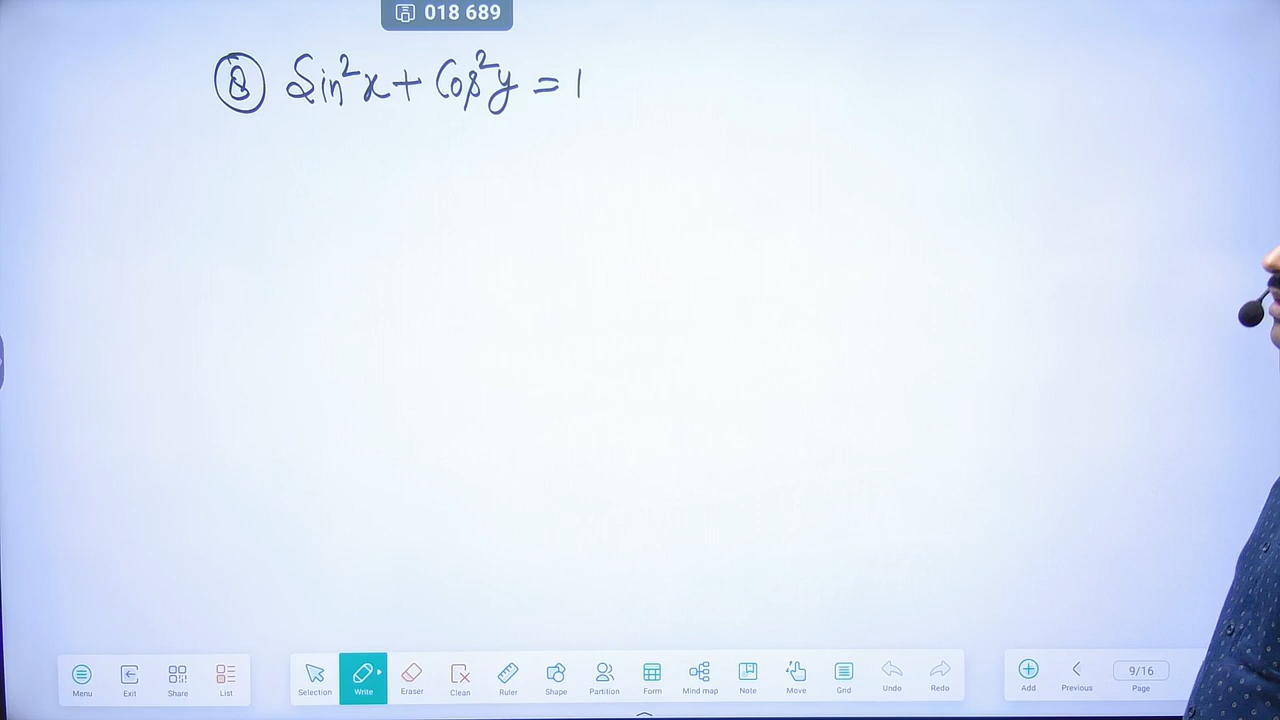 018 689
⑧ Sin²x + Cos²y = 1
Menu
Exit
Share
List
Selection
Write
Eraser
Clean
Ruler
Shape
Partition
Form
Mind map
Note
Move
Grid
Undo
Redo
Add
Previous
9/16
Page